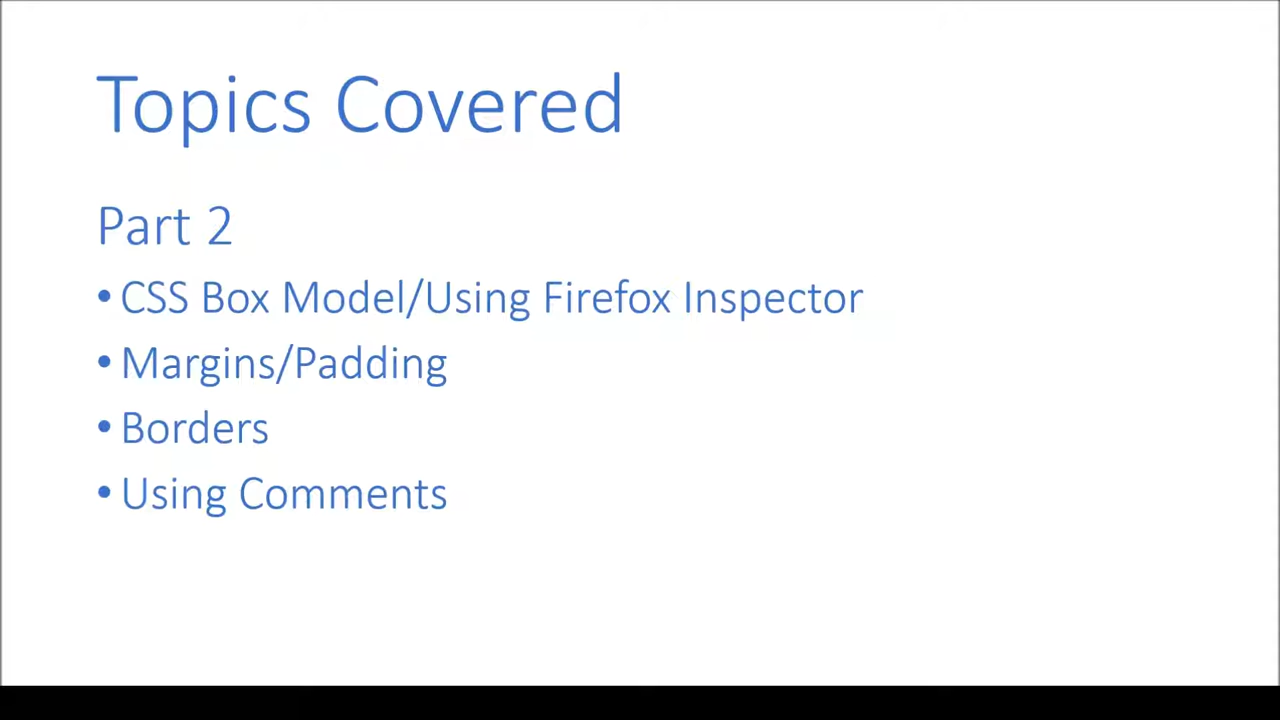 Topics Covered
Part 2
• CSS Box Model/Using Firefox Inspector
• Margins/Padding
• Borders
• Using Comments